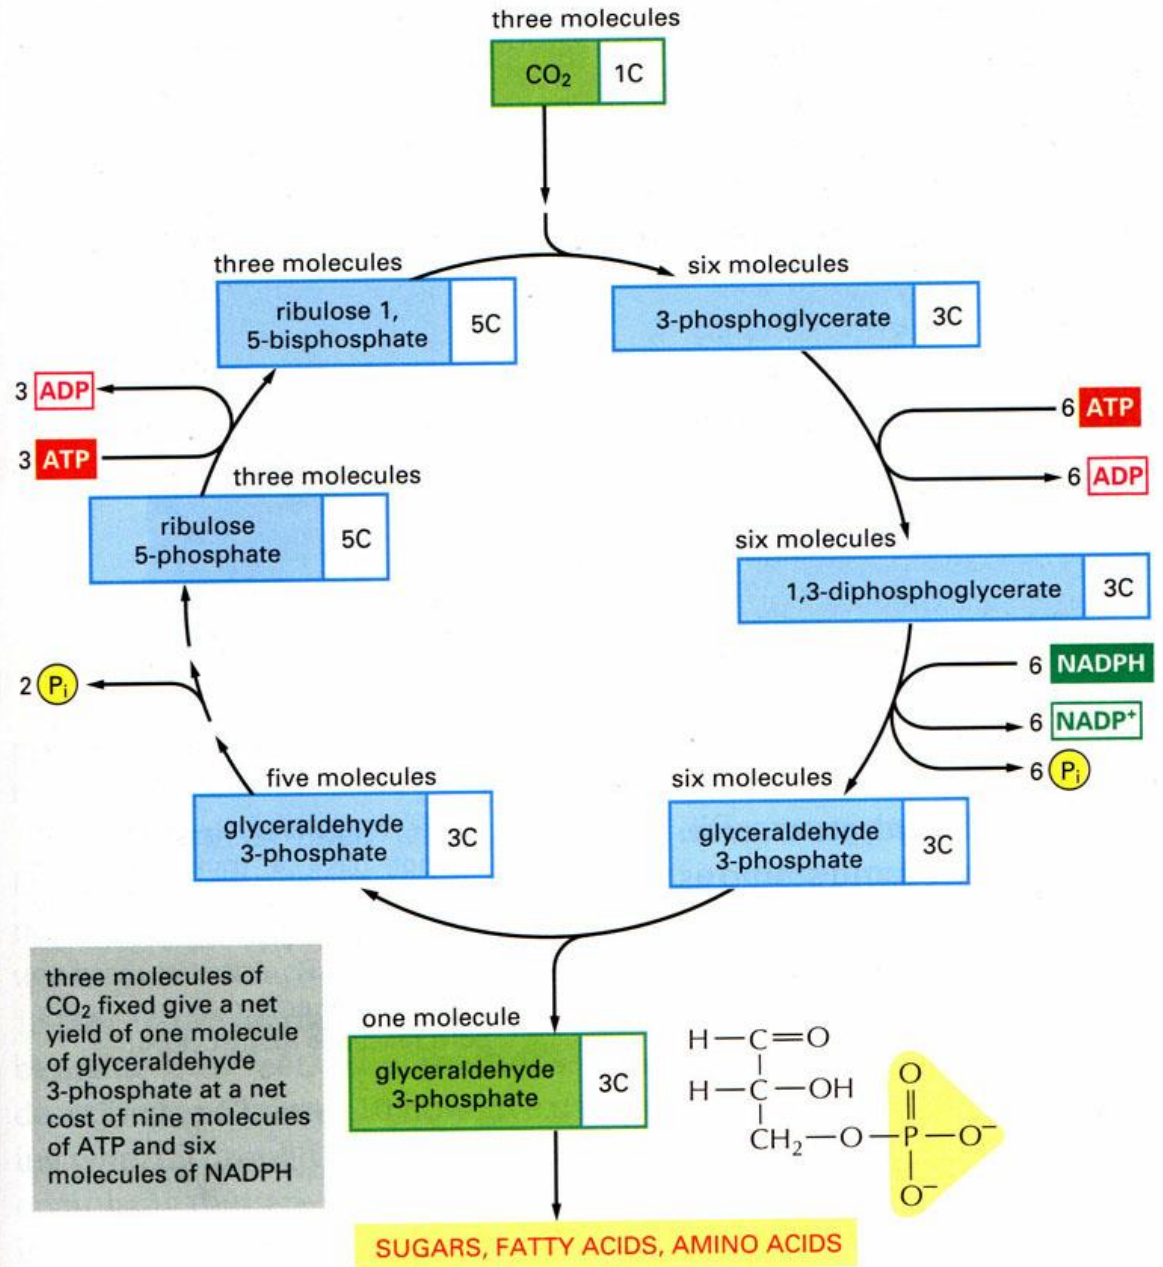 three molecules
CO₂ 1C
three molecules
ribulose 1,
5-bisphosphate
5C
six molecules
3-phosphoglycerate 3C
3 ADP
3 ATP
6 ATP
6 ADP
three molecules
ribulose
5-phosphate
5C
six molecules
1,3-diphosphoglycerate 3C
2 Pᵢ
6 NADPH
6 NADP⁺
6 Pᵢ
five molecules
glyceraldehyde
3-phosphate
3C
six molecules
glyceraldehyde
3-phosphate
3C
three molecules of
CO₂ fixed give a net
yield of one molecule
of glyceraldehyde
3-phosphate at a net
cost of nine molecules
of ATP and six
molecules of NADPH
one molecule
glyceraldehyde
3-phosphate
3C
H—C=O
H—C—OH
CH₂—O—P—O⁻
O
O⁻
SUGARS, FATTY ACIDS, AMINO ACIDS